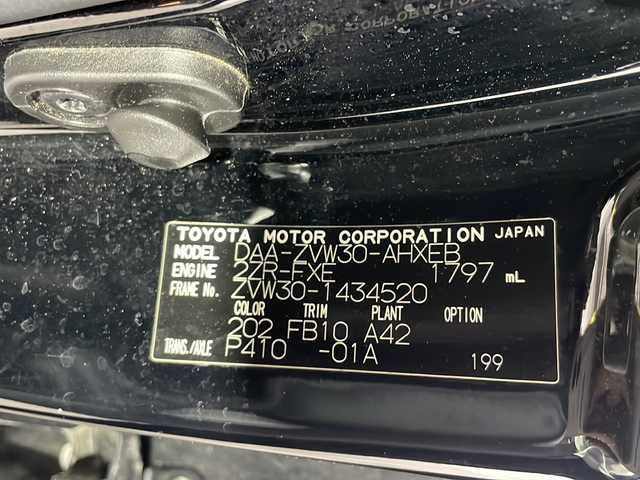 TOYOTA MOTOR CORPORATION JAPAN
MODEL DAA-ZVW30-AHXEB
ENGINE 2ZR-FXE 1797 mL
FRAME No. ZVW30-1434520
COLOR TRIM PLANT OPTION
202 FB10 A42
TRANS./AXLE P410 -01A 199